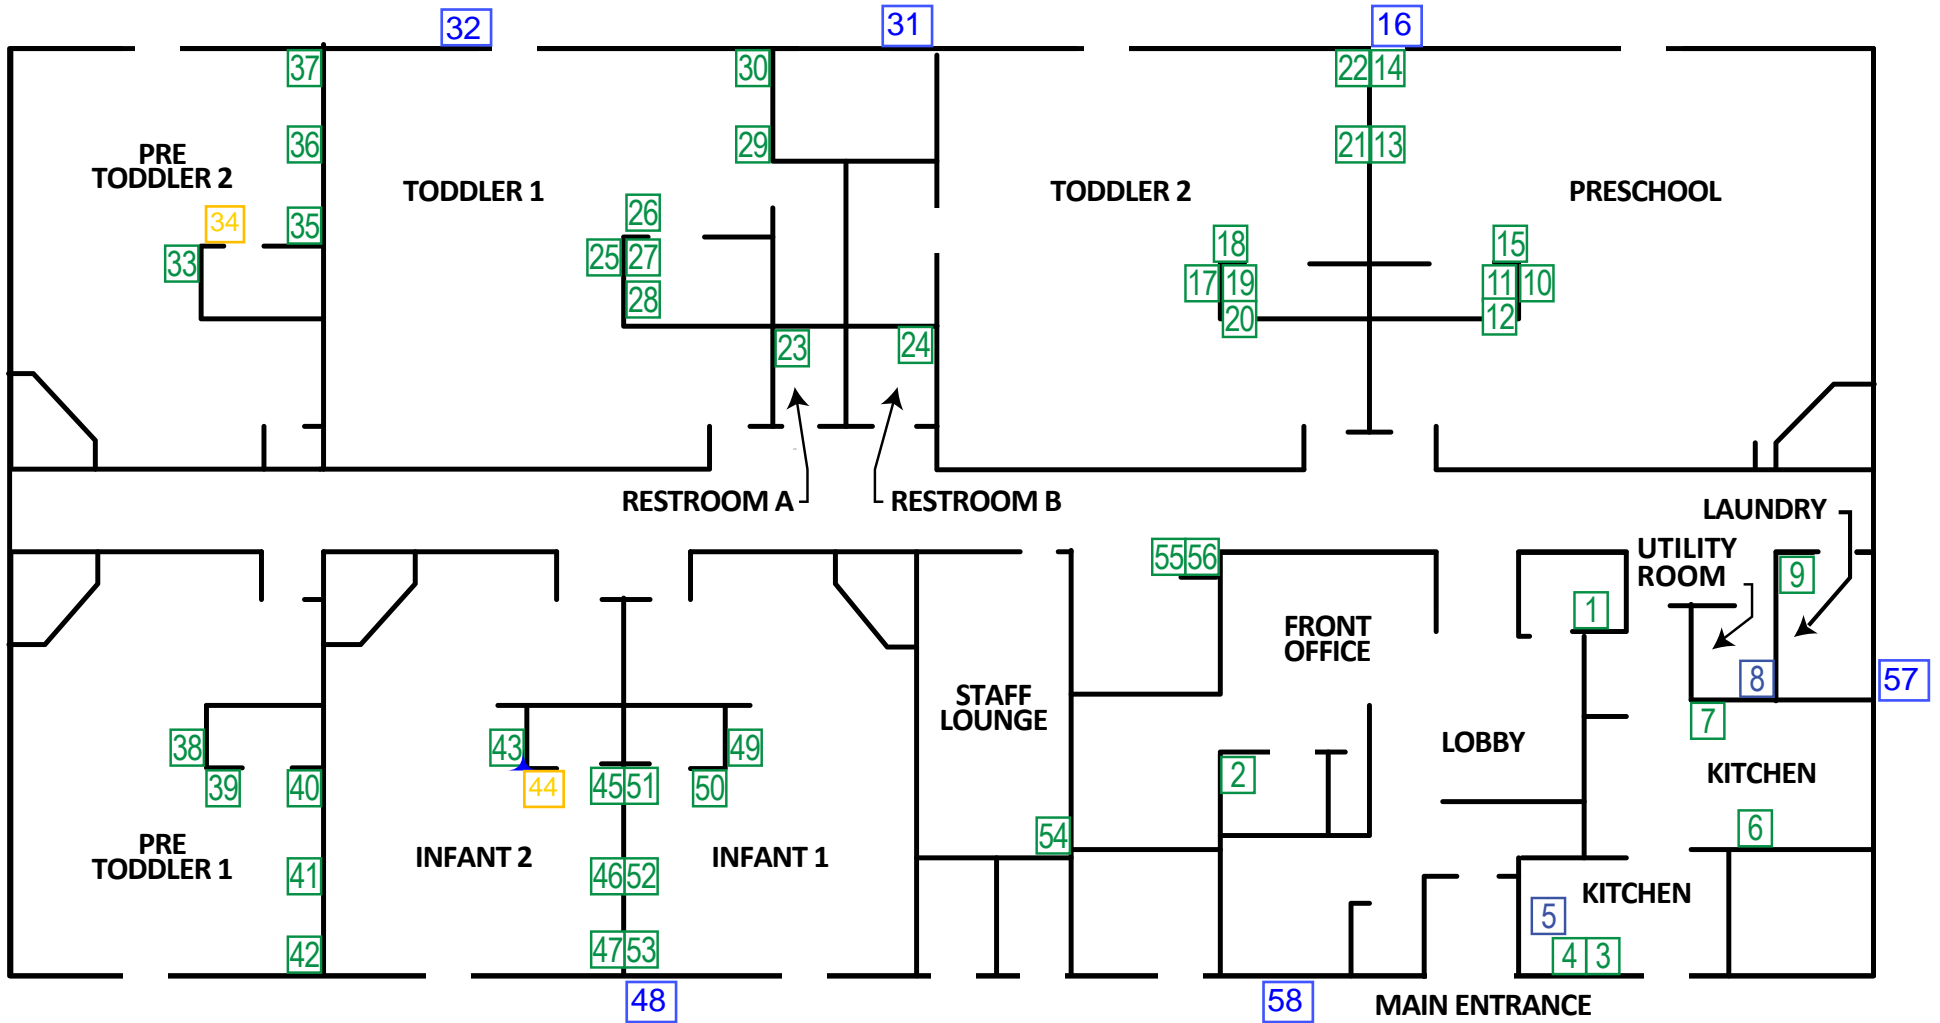 32
31
16
37
30
22
14
36
29
21
13
PRE
TODDLER 2
TODDLER 1
TODDLER 2
PRESCHOOL
34
35
26
18
15
33
25
27
17
19
11
10
28
20
12
23
24
RESTROOM A
RESTROOM B
LAUNDRY
UTILITY
ROOM
55
56
9
1
FRONT
OFFICE
STAFF
LOUNGE
8
57
7
38
43
49
LOBBY
KITCHEN
39
40
44
45
51
50
2
54
6
PRE
TODDLER 1
INFANT 2
INFANT 1
41
46
52
KITCHEN
5
42
47
53
4
3
48
58
MAIN ENTRANCE